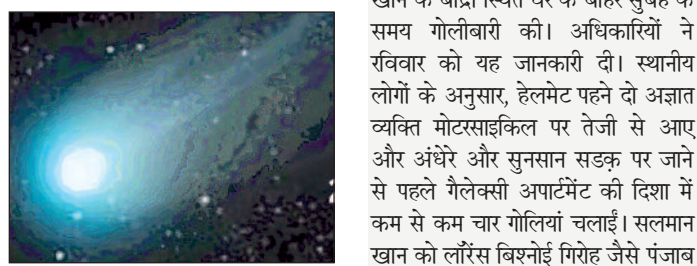 खान के बांद्रा स्थित घर के बाहर सुबह के
समय गोलीबारी की। अधिकारियों ने
रविवार को यह जानकारी दी। स्थानीय
लोगों के अनुसार, हेलमेट पहने दो अज्ञात
व्यक्ति मोटरसाइकिल पर तेजी से आए
और अंधेरे और सुनसान सडक़ पर जाने
से पहले गैलेक्सी अपार्टमेंट की दिशा में
कम से कम चार गोलियां चलाईं। सलमान
खान को लॉरेंस बिश्नोई गिरोह जैसे पंजाब